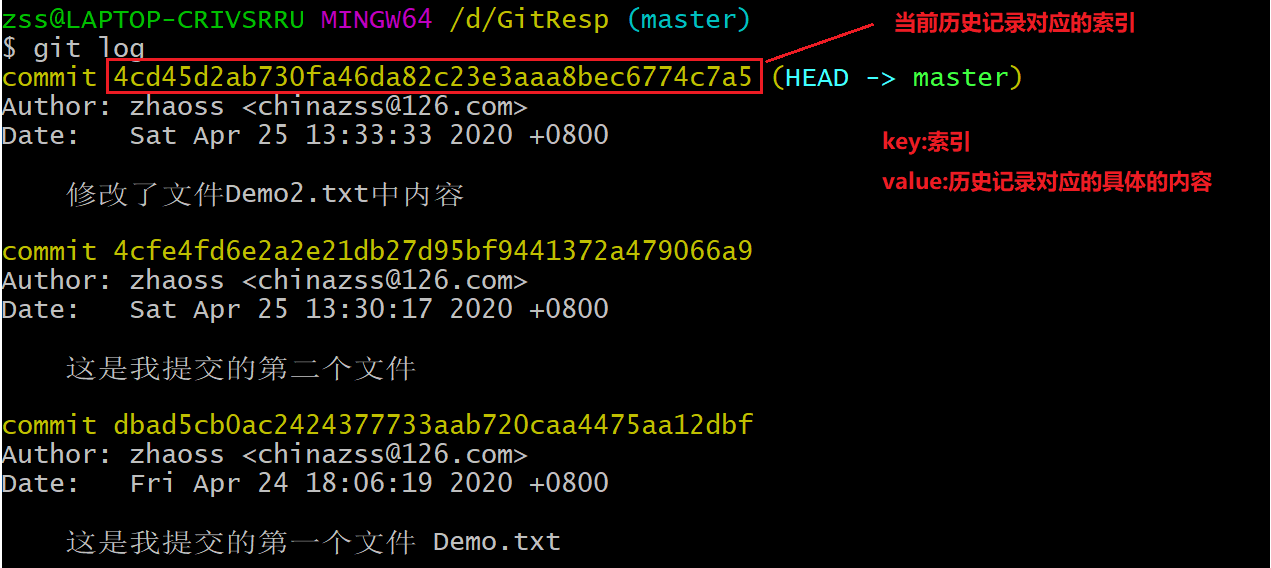 zss@LAPTOP-CRIVSRRU MINGW64 /d/GitResp (master)
当前历史记录对应的索引
$ git log
commit 4cd45d2ab730fa46da82c23e3aaa8bec6774c7a5 (HEAD -> master)
Author: zhaoss <chinazss@126.com>
Date:   Sat Apr 25 13:33:33 2020 +0800
key:索引
value:历史记录对应的具体的内容
修改了文件Demo2.txt中内容
commit 4cfe4fd6e2a2e21db27d95bf9441372a479066a9
Author: zhaoss <chinazss@126.com>
Date:   Sat Apr 25 13:30:17 2020 +0800
这是我提交的第二个文件
commit dbad5cb0ac2424377733aab720caa4475aa12dbf
Author: zhaoss <chinazss@126.com>
Date:   Fri Apr 24 18:06:19 2020 +0800
这是我提交的第一个文件 Demo.txt